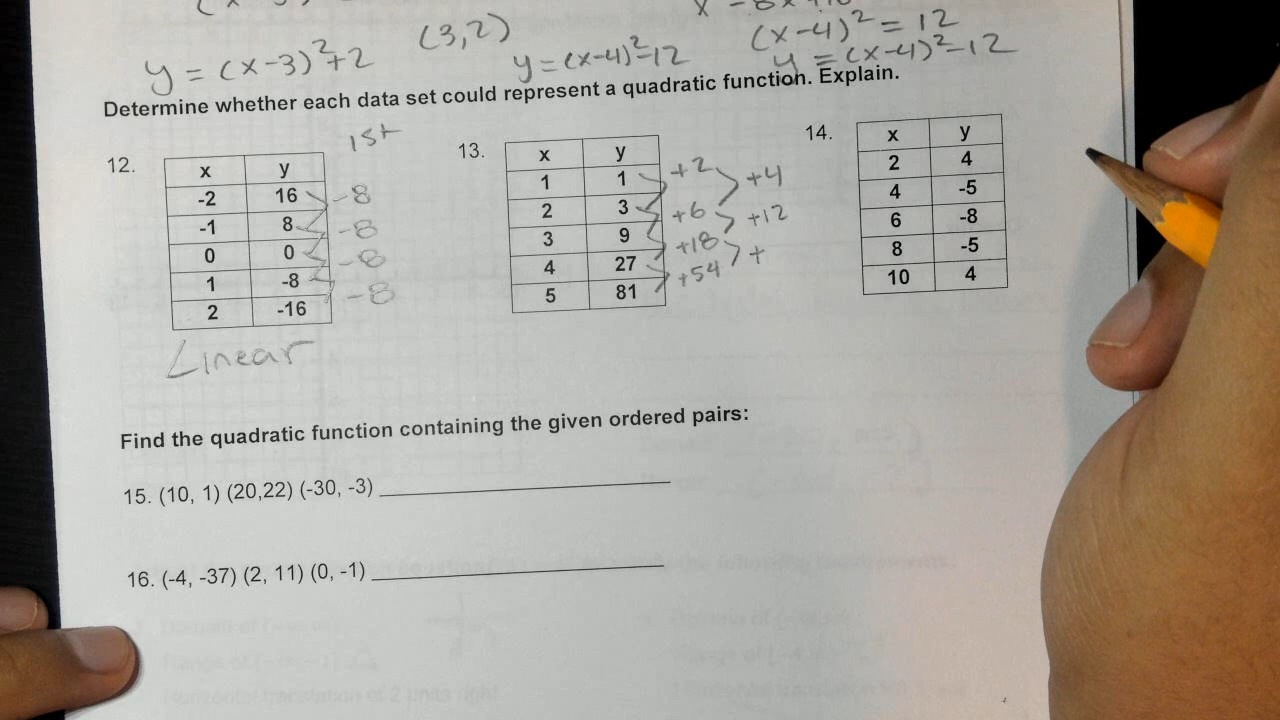 y = (x-3)²+2 (3,2) y=(x-4)²-12 (x-4)² = 12
y = (x-4)²-12
Determine whether each data set could represent a quadratic function. Explain.
12. 1st
x y
-2 16 -8
-1 8 -8
0 0 -8
1 -8 -8
2 -16
Linear
13.
x y
1 1 +2 +4
2 3 +6 +12
3 9 +18 +
4 27 +54
5 81
14.
x y
2 4
4 -5
6 -8
8 -5
10 4
Find the quadratic function containing the given ordered pairs:
15. (10, 1) (20,22) (-30, -3)
16. (-4, -37) (2, 11) (0, -1)